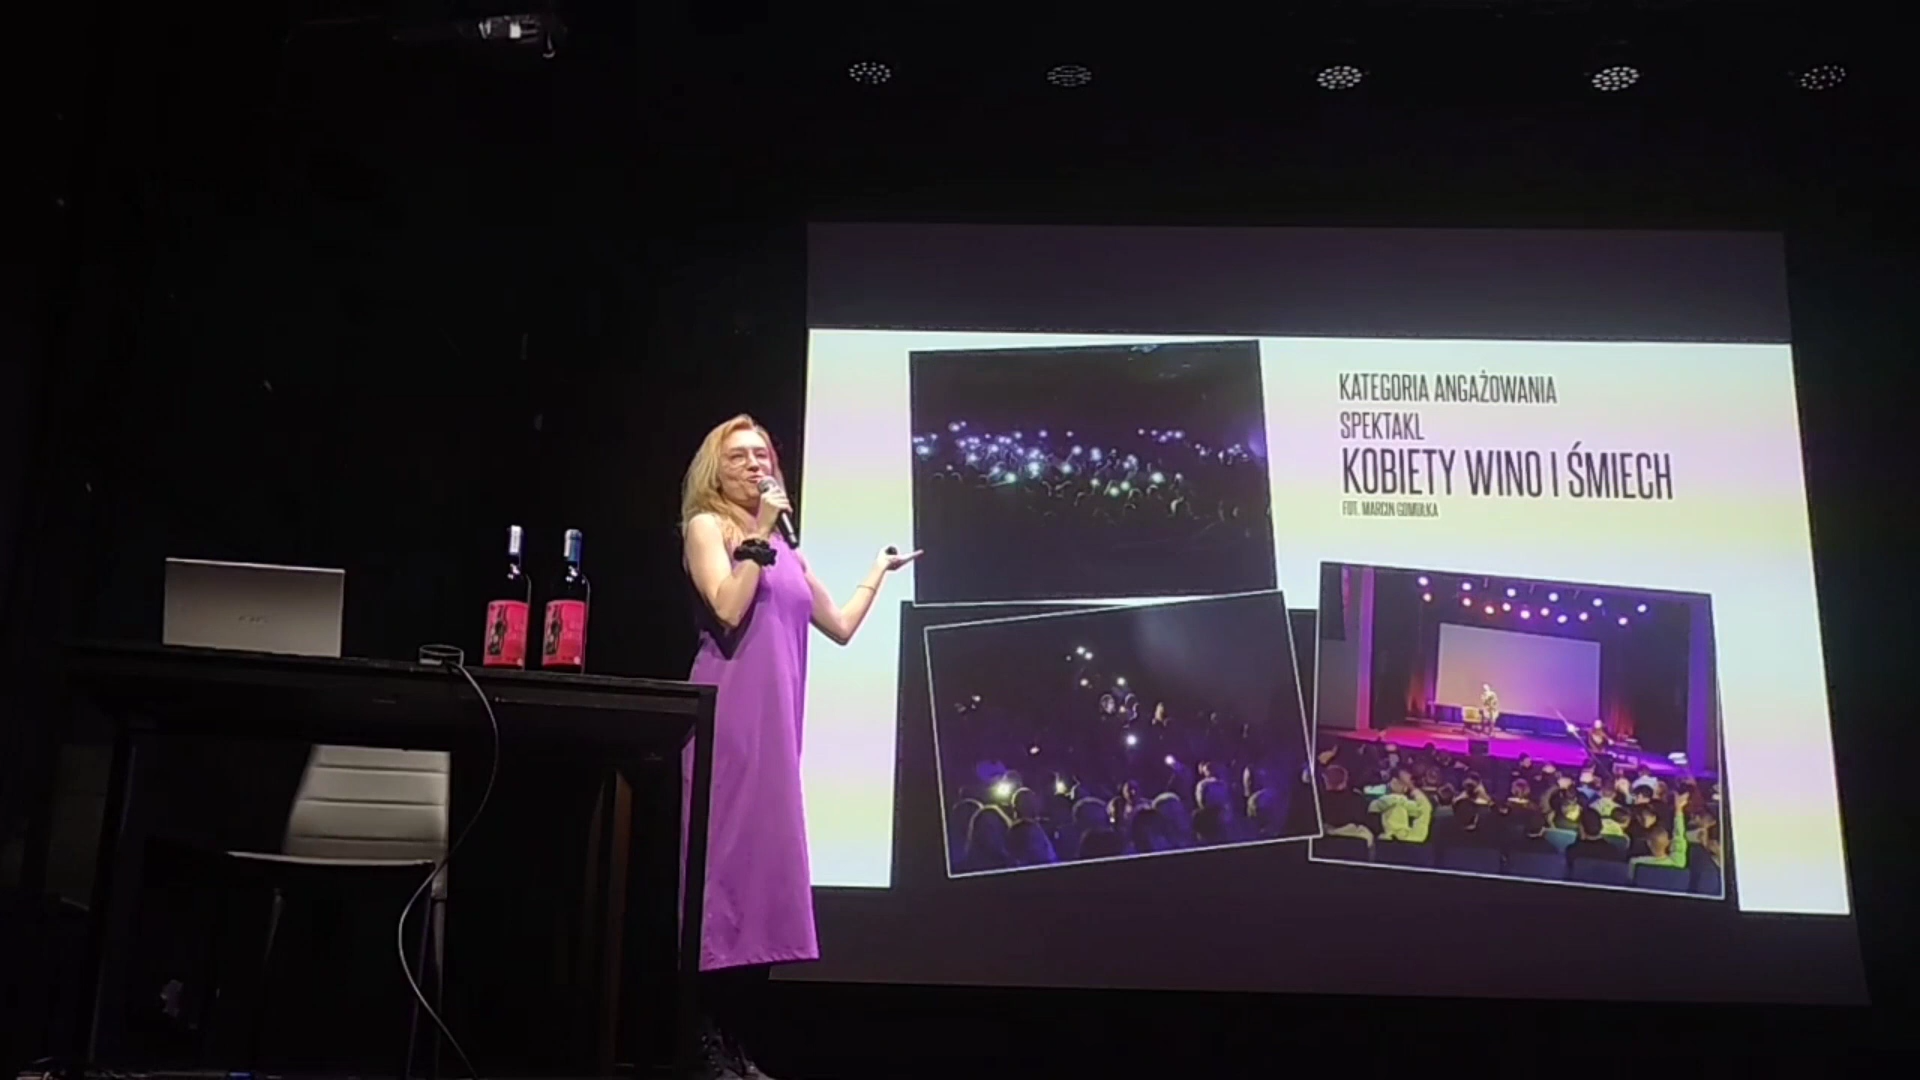 KATEGORIA ANGAŻOWANIA
SPEKTAKL
KOBIETY WINO I ŚMIECH
FOT. MARCIN GOMUŁKA